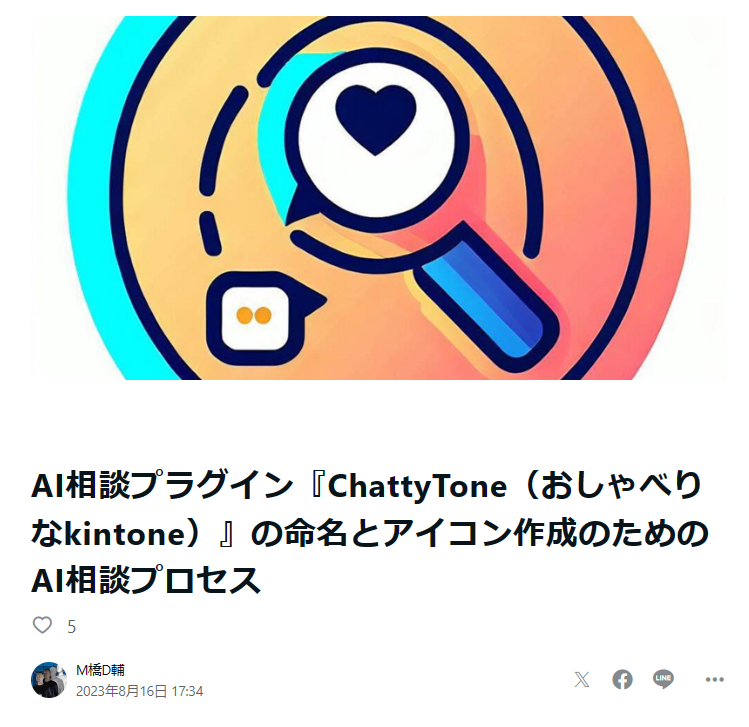 AI相談プラグイン『ChattyTone（おしゃべり
なkintone）』の命名とアイコン作成のための
AI相談プロセス
5
M橋D輔
2023年8月16日 17:34
LINE